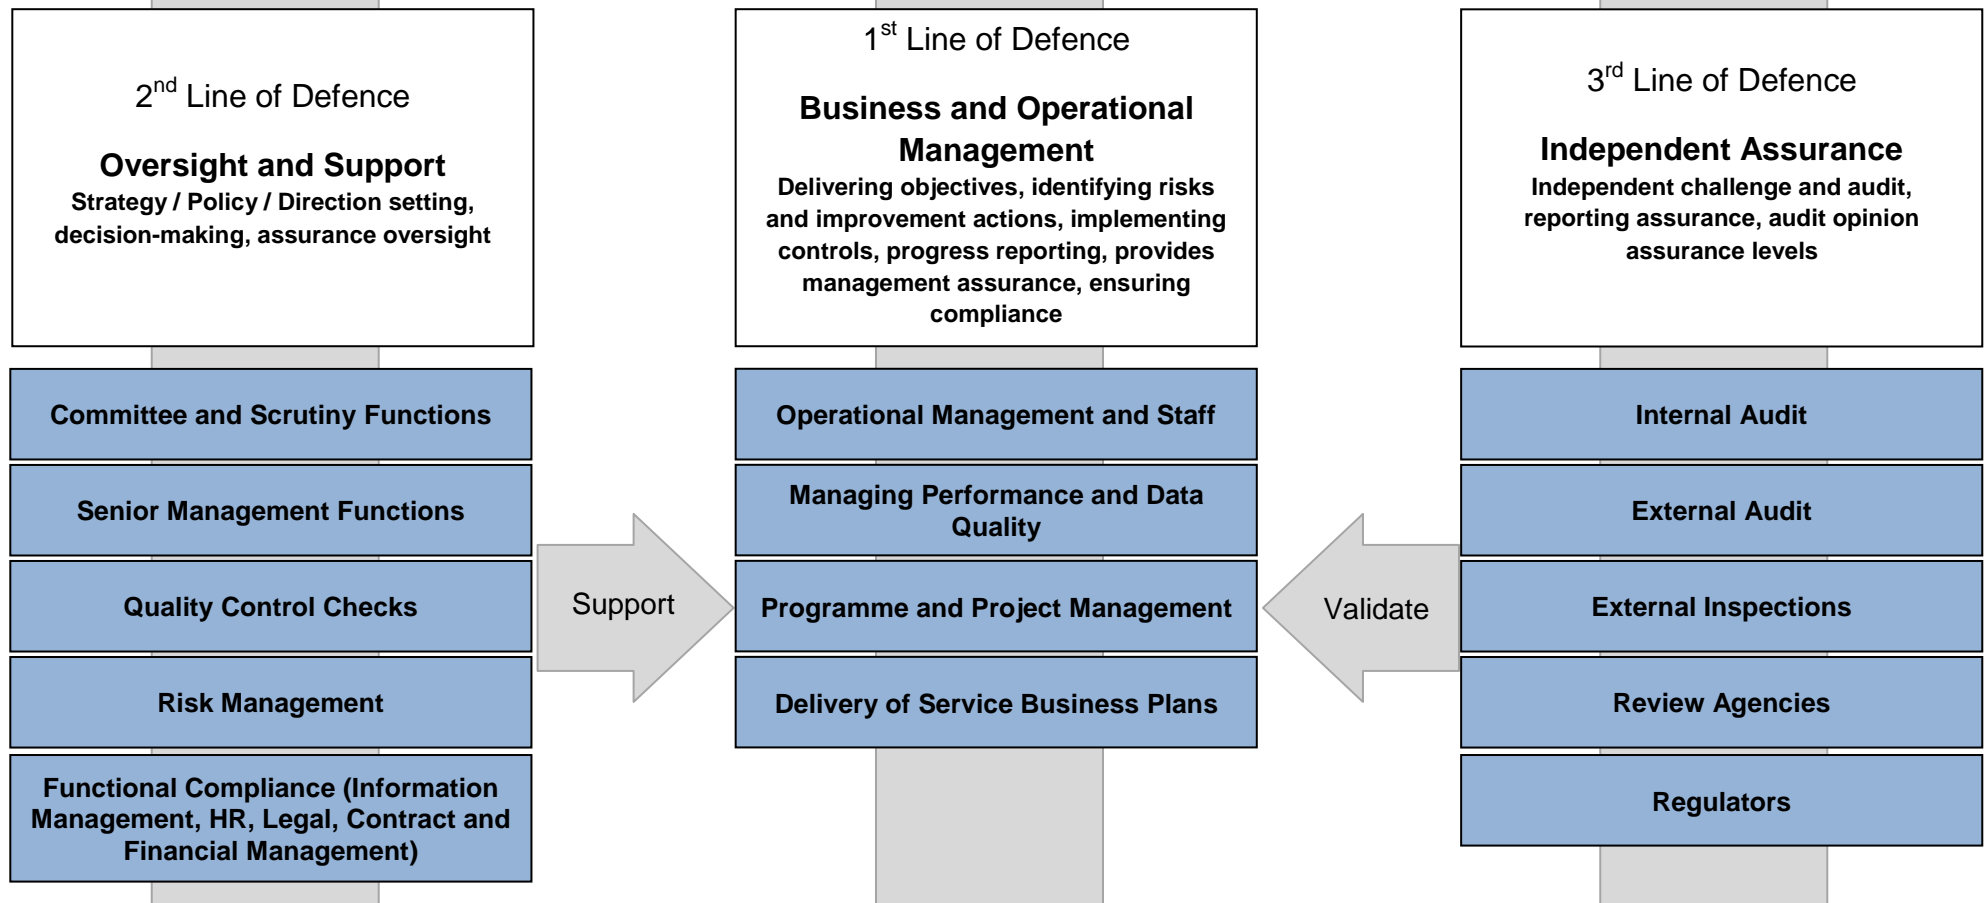 2nd Line of Defence
Oversight and Support
Strategy / Policy / Direction setting,
decision-making, assurance oversight
Committee and Scrutiny Functions
Senior Management Functions
Quality Control Checks
Risk Management
Functional Compliance (Information
Management, HR, Legal, Contract and
Financial Management)
Support
1st Line of Defence
Business and Operational
Management
Delivering objectives, identifying risks
and improvement actions, implementing
controls, progress reporting, provides
management assurance, ensuring
compliance
Operational Management and Staff
Managing Performance and Data
Quality
Programme and Project Management
Delivery of Service Business Plans
Validate
3rd Line of Defence
Independent Assurance
Independent challenge and audit,
reporting assurance, audit opinion
assurance levels
Internal Audit
External Audit
External Inspections
Review Agencies
Regulators